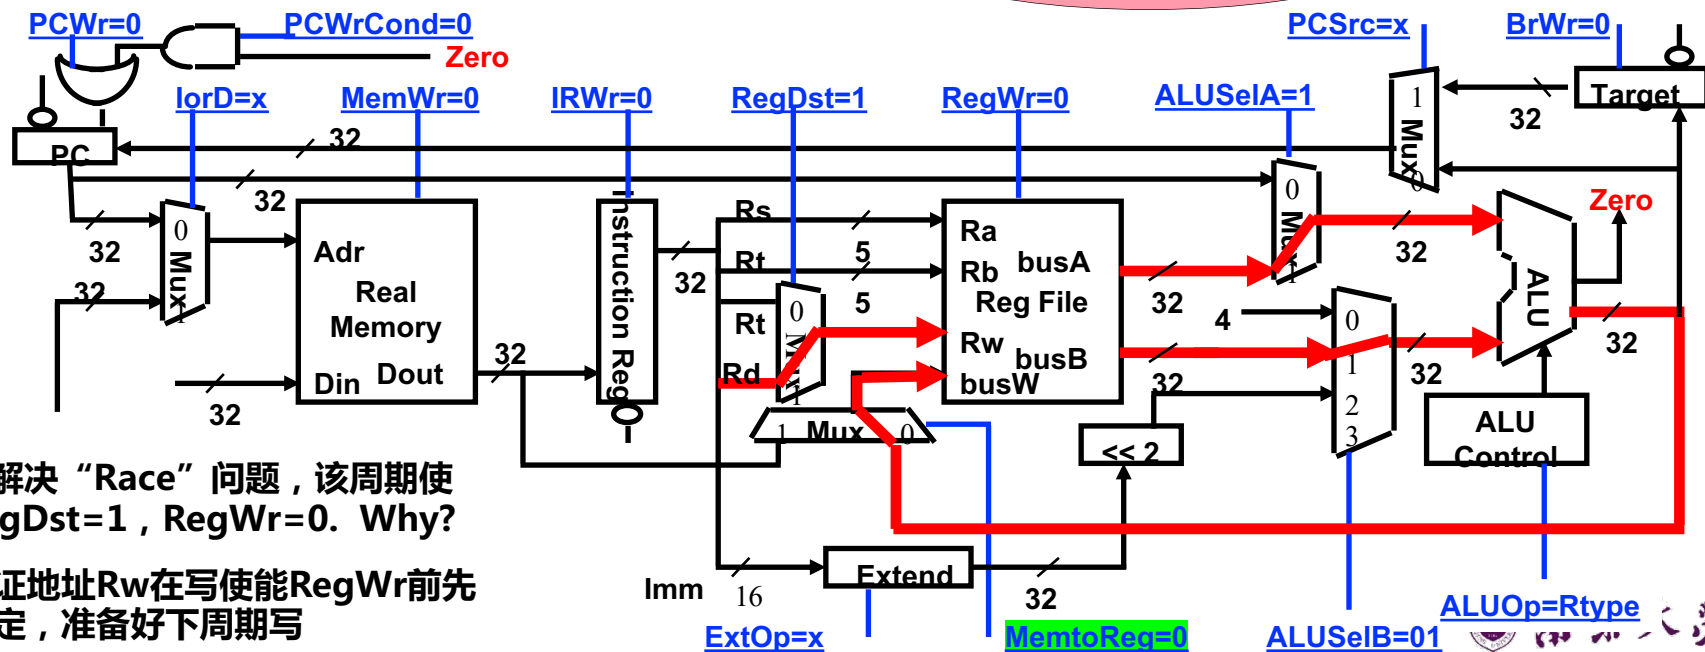 PCWr=0
PCWrCond=0
PCSrc=x
BrWr=0
Zero
IorD=x
MemWr=0
IRWr=0
RegDst=1
RegWr=0
ALUSelA=1
1
Mux
0
32
Target
PC
32
32
32
0
Mux
1
32
32
Adr
Real
Memory
Din
Dout
32
32
Instruction Reg
32
Rs
5
Rt
5
Rt
Rd
0
Mux
1
Ra
busA
Rb
Reg File
Rw
busB
busW
32
32
0
Mux
1
32
4
0
1
2
3
32
ALU
Zero
32
ALU
Control
1
Mux
0
<< 2
解决“Race”问题，该周期使
gDst=1，RegWr=0.  Why?
证地址Rw在写使能RegWr前先
定，准备好下周期写
Imm
16
Extend
32
ExtOp=x
MemtoReg=0
ALUSelB=01
ALUOp=Rtype